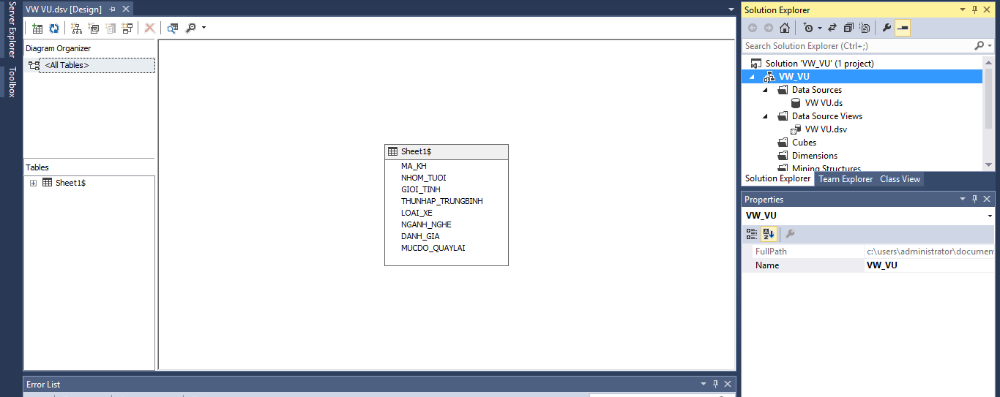 Server Explorer
Toolbox
VW VU.dsv [Design]
Diagram Organizer
<All Tables>
Tables
Sheet1$
Sheet1$
MA_KH
NHOM_TUOI
GIOI_TINH
THUNHAP_TRUNGBINH
LOAI_XE
NGANH_NGHE
DANH_GIA
MUCDO_QUAYLAI
Error List
Solution Explorer
Search Solution Explorer (Ctrl+;)
Solution 'VW_VU' (1 project)
VW_VU
Data Sources
VW VU.ds
Data Source Views
VW VU.dsv
Cubes
Dimensions
Mining Structures
Solution Explorer Team Explorer Class View
Properties
VW_VU
FullPath c:\users\administrator\document
Name VW_VU